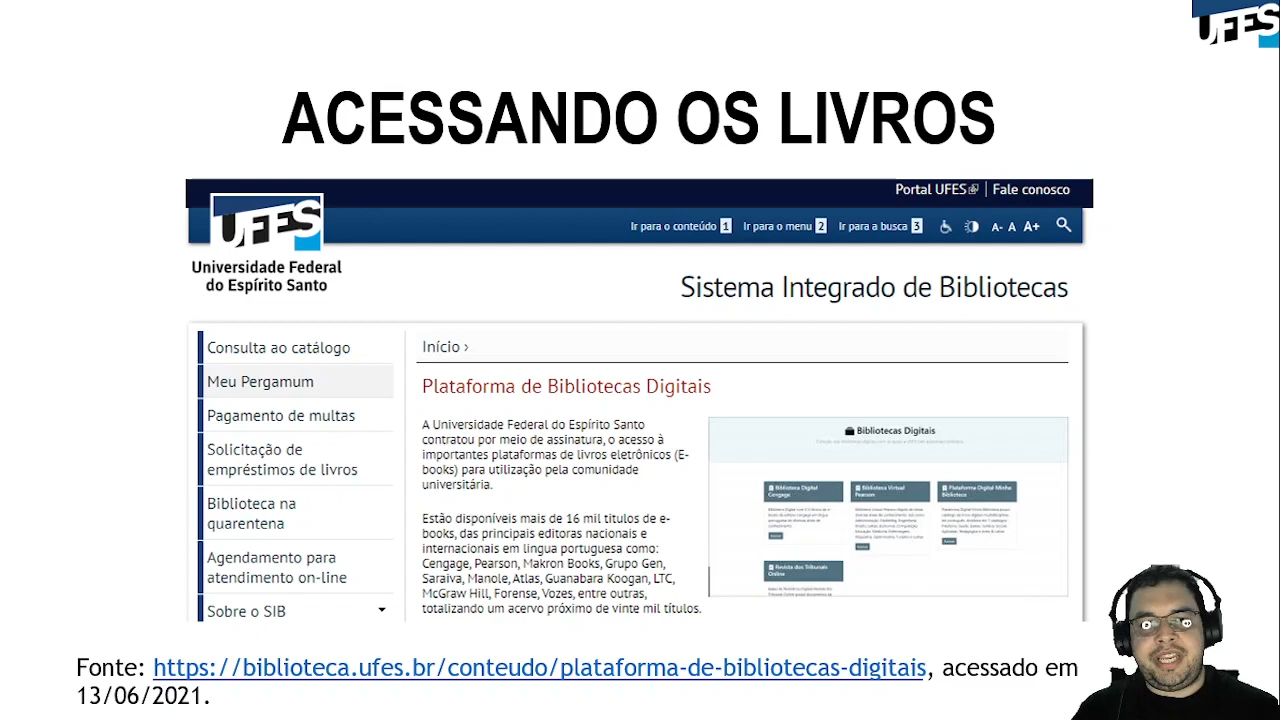 UFES
ACESSANDO OS LIVROS
Portal UFES | Fale conosco
UFES
Ir para o conteúdo 1 Ir para o menu 2 Ir para a busca 3 A- A A+
Universidade Federal
do Espírito Santo
Sistema Integrado de Bibliotecas
Consulta ao catálogo
Meu Pergamum
Pagamento de multas
Solicitação de
empréstimos de livros
Biblioteca na
quarentena
Agendamento para
atendimento on-line
Sobre o SIB
Início ›
Plataforma de Bibliotecas Digitais
A Universidade Federal do Espírito Santo
contratou por meio de assinatura, o acesso à
importantes plataformas de livros eletrônicos (E-
books) para utilização pela comunidade
universitária.
Estão disponíveis mais de 16 mil títulos de e-
books, das principais editoras nacionais e
internacionais em língua portuguesa como:
Cengage, Pearson, Makron Books, Grupo Gen,
Saraiva, Manole, Atlas, Guanabara Koogan, LTC,
McGraw Hill, Forense, Vozes, entre outras,
totalizando um acervo próximo de vinte mil títulos.
Bibliotecas Digitais
Biblioteca Digital
Cengage
Biblioteca Virtual
Pearson
Plataforma Digital Minha
Biblioteca
Revista dos Tribunais
Online
Fonte: https://biblioteca.ufes.br/conteudo/plataforma-de-bibliotecas-digitais, acessado em
13/06/2021.